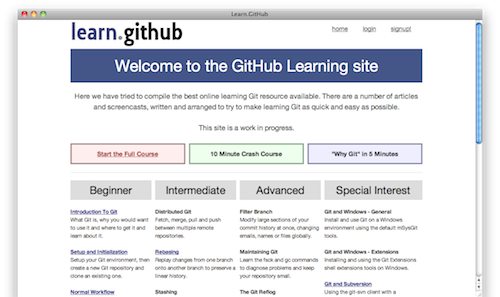 Learn.GitHub
learn.github
home login signup!
Welcome to the GitHub Learning site
Here we have tried to compile the best online learning Git resource available. There are a number of articles
and screencasts, written and arranged to try to make learning Git as quick and easy as possible.
This site is a work in progress.
Start the Full Course
10 Minute Crash Course
"Why Git" in 5 Minutes
Beginner
Introduction To Git
What Git is, why you would want
to use it and where to get it and
learn about it.
Setup and Initialization
Setup your Git environment, then
create a new Git repository and
clone an existing one.
Normal Workflow
Intermediate
Distributed Git
Fetch, merge, pull and push
between multiple remote
repositories.
Rebasing
Replay changes from one branch
onto another branch to preserve a
linear history.
Stashing
Advanced
Filter Branch
Modify large sections of your
commit history at once, changing
emails, names or files globally.
Maintaining Git
Learn the fsck and gc commands
to diagnose problems and keep
your repository small.
The Git Reflog
Special Interest
Git and Windows - General
Install and use Git on a Windows
environment using the default
mSysGit
tools.
Git and Windows - Extensions
Installing and using the Git Extensions
shell extensions tools on Windows.
Git and Subversion
Using the git-svn client with a